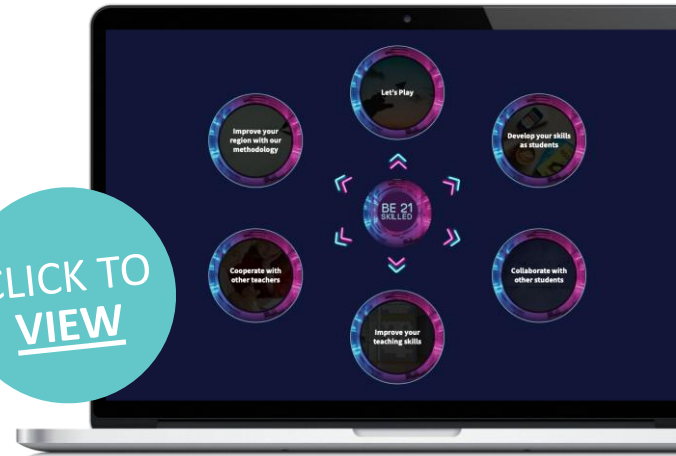 Let's Play
Improve your
region with our
methodology
Develop your skills
as students
BE 21
SKILLED
CLICK TO
VIEW
Cooperate with
other teachers
Collaborate with
other students
Improve your
teaching skills